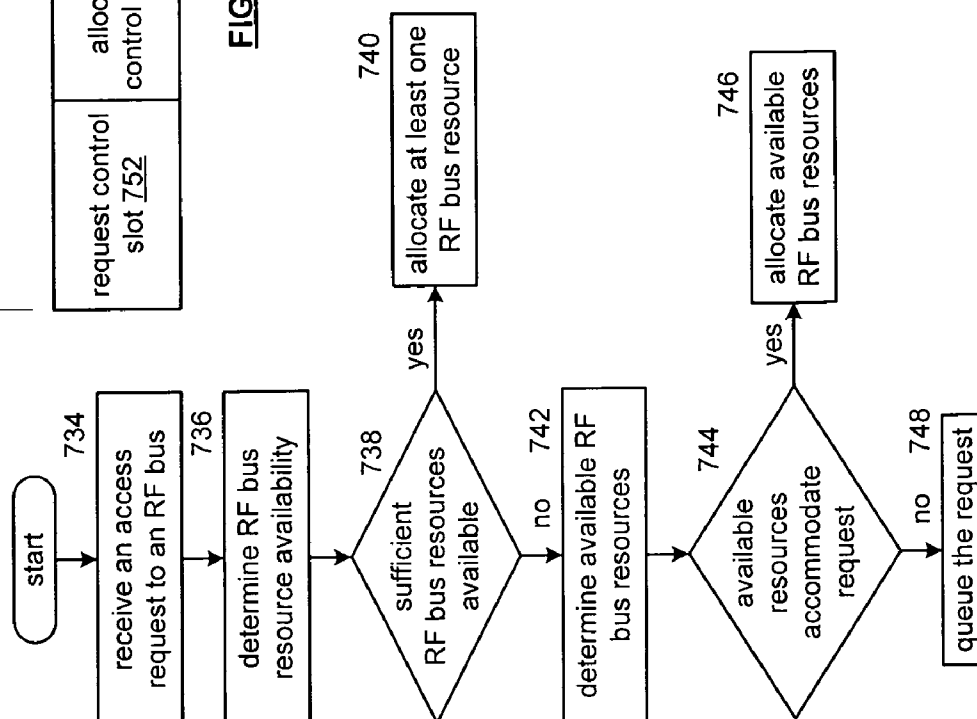 request control
slot 752
alloc
control
FIG
start
734
receive an access
request to an RF bus
736
determine RF bus
resource availability
738
sufficient
RF bus resources
available
yes
740
allocate at least one
RF bus resource
no
742
determine available RF
bus resources
744
available
resources
accommodate
request
yes
746
allocate available
RF bus resources
no
748
queue the request